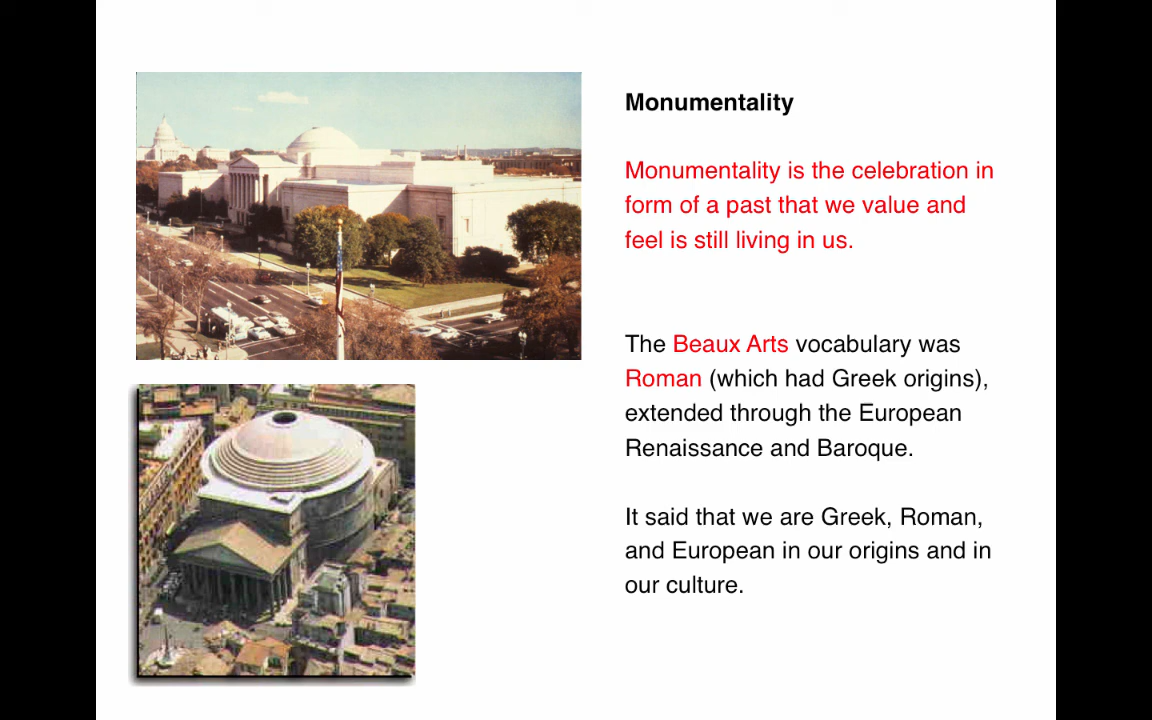 Monumentality
Monumentality is the celebration in
form of a past that we value and
feel is still living in us.
The Beaux Arts vocabulary was
Roman (which had Greek origins),
extended through the European
Renaissance and Baroque.
It said that we are Greek, Roman,
and European in our origins and in
our culture.